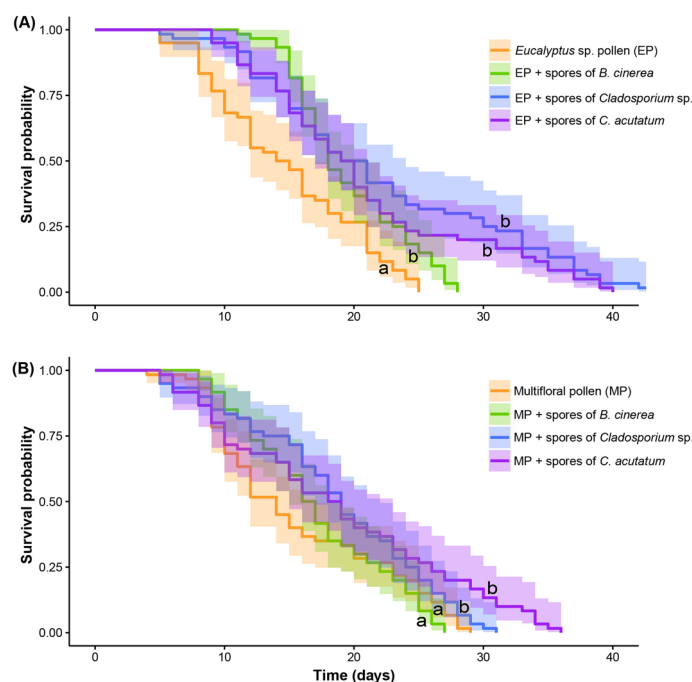 (A)
1.00
0.75
0.50
0.25
0.00
Survival probability
Eucalyptus sp. pollen (EP)
EP + spores of B. cinerea
EP + spores of Cladosporium sp.
EP + spores of C. acutatum
a
b
b
b
0
10
20
30
40
(B)
1.00
0.75
0.50
0.25
0.00
Survival probability
Multifloral pollen (MP)
MP + spores of B. cinerea
MP + spores of Cladosporium sp.
MP + spores of C. acutatum
a
a
b
b
0
10
20
30
40
Time (days)